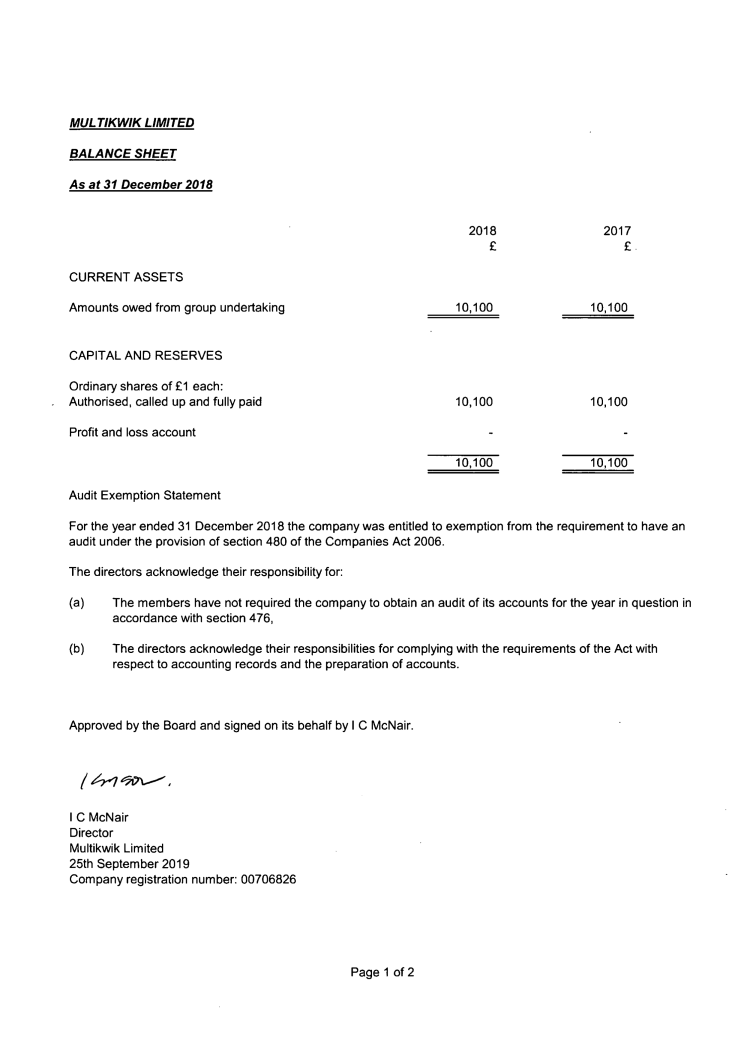 MULTIKWIK LIMITED
BALANCE SHEET
As at 31 December 2018
2018 2017
£ £
CURRENT ASSETS
Amounts owed from group undertaking 10,100 10,100
CAPITAL AND RESERVES
Ordinary shares of £1 each:
Authorised, called up and fully paid 10,100 10,100
Profit and loss account - -
10,100 10,100
Audit Exemption Statement
For the year ended 31 December 2018 the company was entitled to exemption from the requirement to have an
audit under the provision of section 480 of the Companies Act 2006.
The directors acknowledge their responsibility for:
(a) The members have not required the company to obtain an audit of its accounts for the year in question in
accordance with section 476,
(b) The directors acknowledge their responsibilities for complying with the requirements of the Act with
respect to accounting records and the preparation of accounts.
Approved by the Board and signed on its behalf by I C McNair.
I C McNair
Director
Multikwik Limited
25th September 2019
Company registration number: 00706826
Page 1 of 2